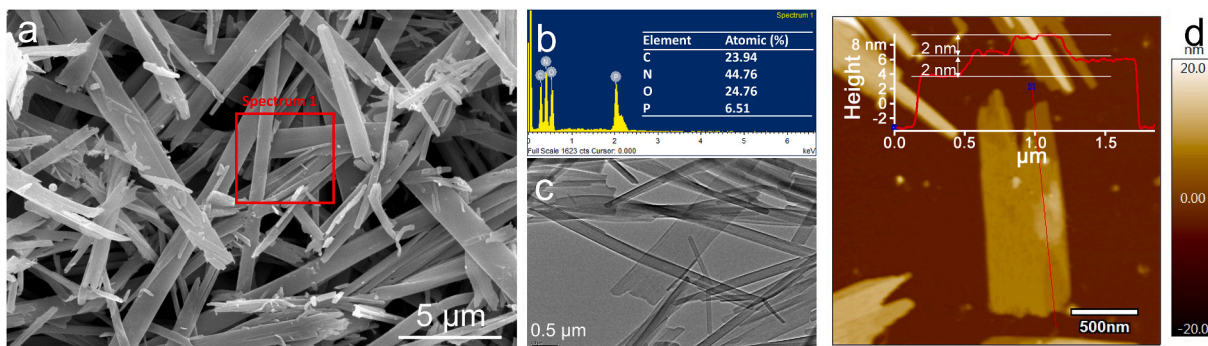 a
Spectrum 1
5 μm
b
Spectrum 1
Element Atomic (%)
C 23.94
N 44.76
O 24.76
P 6.51
C N O P
0 1 2 3 4 5 6
Full Scale 1623 cts Cursor: 0.000 keV
c
0.5 μm
d
nm
20.0
0.00
-20.0
Height
8 nm
6
4
2
0
-2
2 nm
2 nm
0.0 0.5 1.0 1.5
μm
500nm